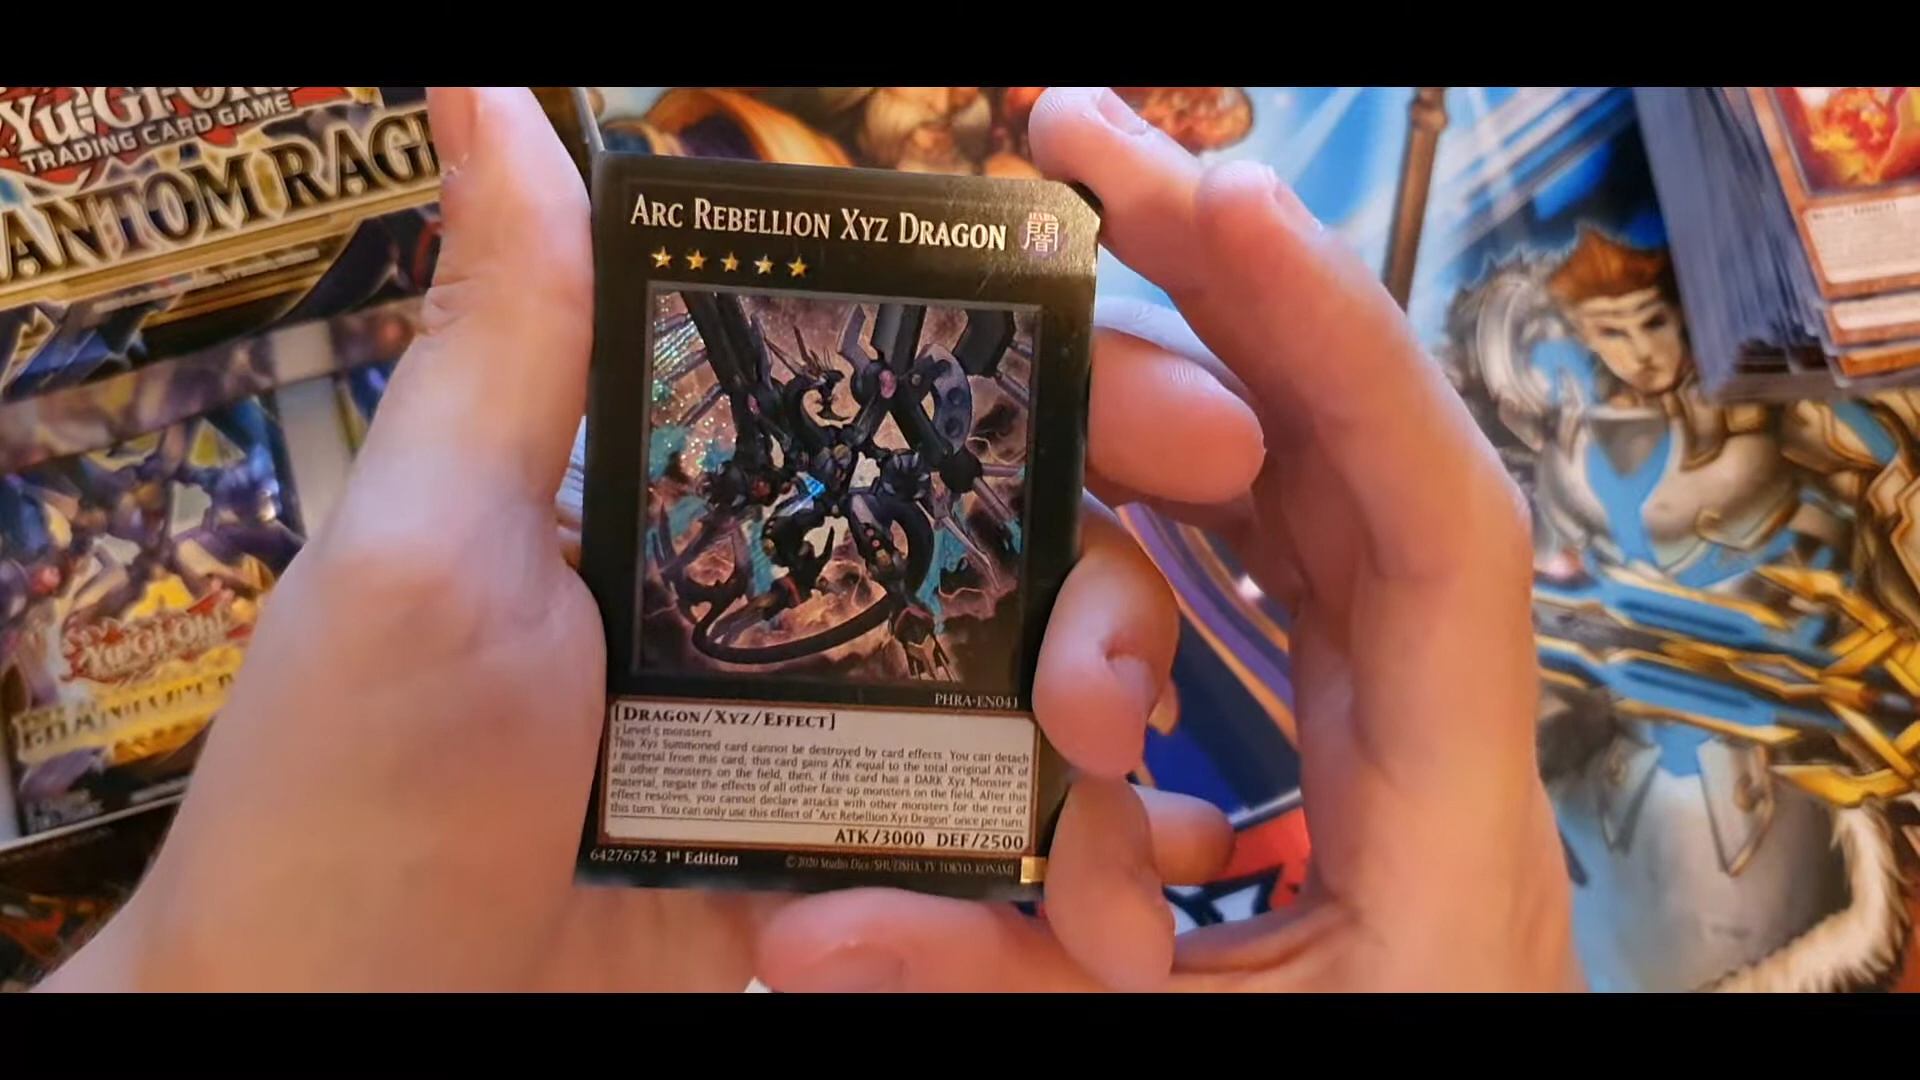 Yu-Gi-Oh!
TRADING CARD GAME
ANTOM RAGE
ARC REBELLION XYZ DRAGON
DARK
闇
PHRA-EN041
[DRAGON/XYZ/EFFECT]
3 Level 5 monsters
This Xyz Summoned card cannot be destroyed by card effects. You can detach
1 material from this card; this card gains ATK equal to the total original ATK of
all other monsters on the field, then, if this card has a DARK Xyz Monster as
material, negate the effects of all other face-up monsters on the field. After this
effect resolves, you cannot declare attacks with other monsters for the rest of
this turn. You can only use this effect of "Arc Rebellion Xyz Dragon" once per turn.
ATK/3000 DEF/2500
64276752 1st Edition
©2020 Studio Dice/SHUEISHA, TV TOKYO, KONAMI
Yu-Gi-Oh!